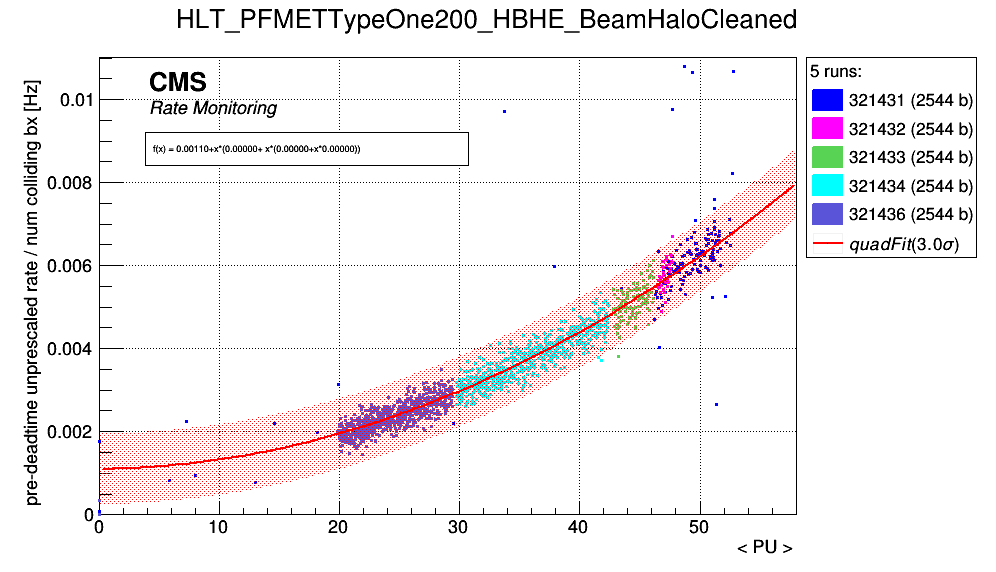 HLT_PFMETTypeOne200_HBHE_BeamHaloCleaned
pre-deadtime unprescaled rate / num colliding bx [Hz]
CMS
Rate Monitoring
f(x) = 0.00110+x*(0.00000+ x*(0.00000+x*0.00000))
0.01
0.008
0.006
0.004
0.002
0
0 10 20 30 40 50
< PU >
5 runs:
321431 (2544 b)
321432 (2544 b)
321433 (2544 b)
321434 (2544 b)
321436 (2544 b)
quadFit(3.0σ)